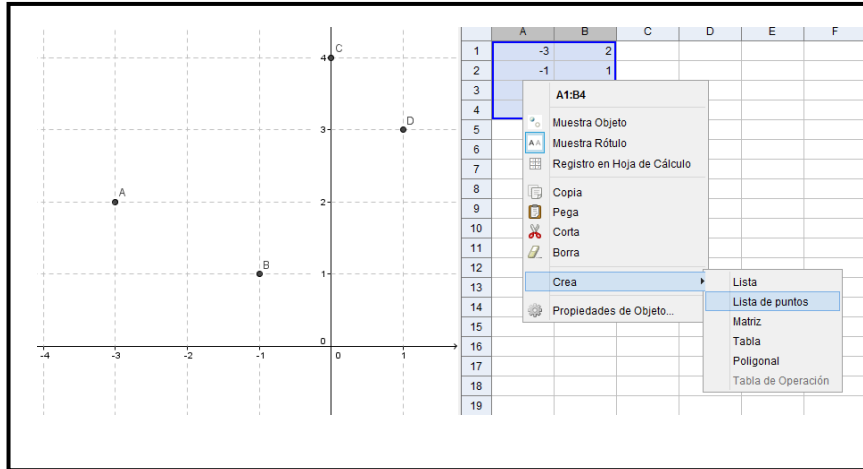 C
4
D
3
A
2
B
1
0
-4 -3 -2 -1 0 1
A B C D E F
1 -3 2
2 -1 1
3
4
5
6
7
8
9
10
11
12
13
14
15
16
17
18
19
A1:B4
Muestra Objeto
AA Muestra Rótulo
Registro en Hoja de Cálculo
Copia
Pega
Corta
Borra
Crea
Propiedades de Objeto...
Lista
Lista de puntos
Matriz
Tabla
Poligonal
Tabla de Operación